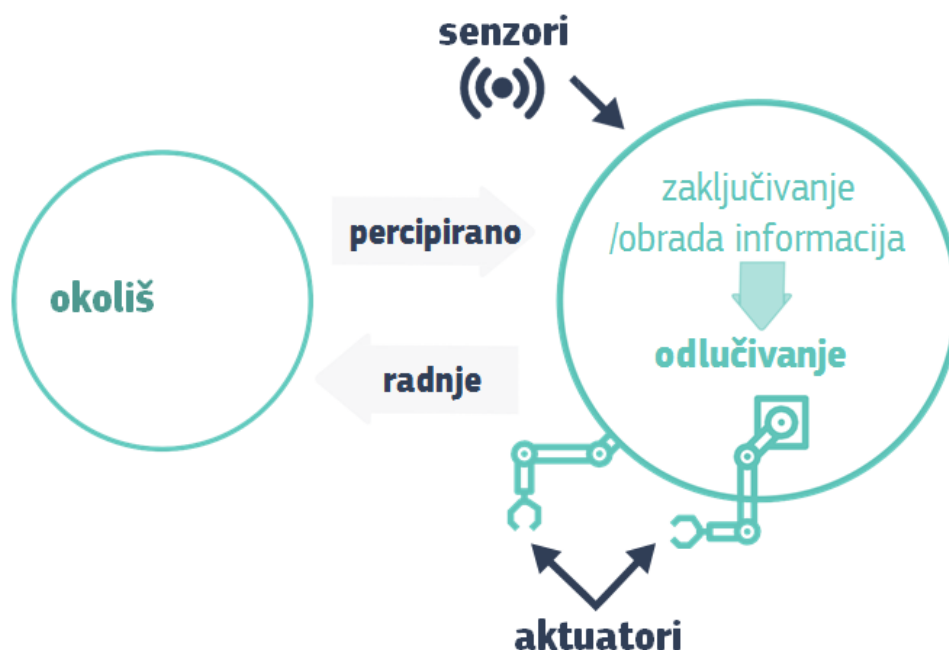 senzori
zaključivanje
/obrada informacija
percipirano
okoliš
odlučivanje
radnje
aktuatori